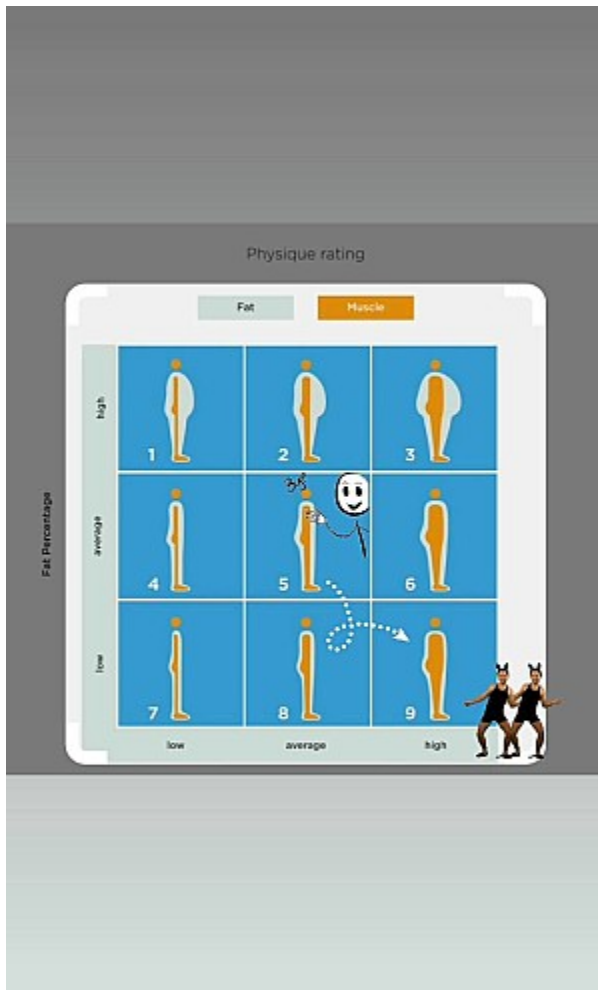 Physique rating
Fat Muscle
Fat Percentage
high
1 2 3
average
4 5 6
low
7 8 9
low average high